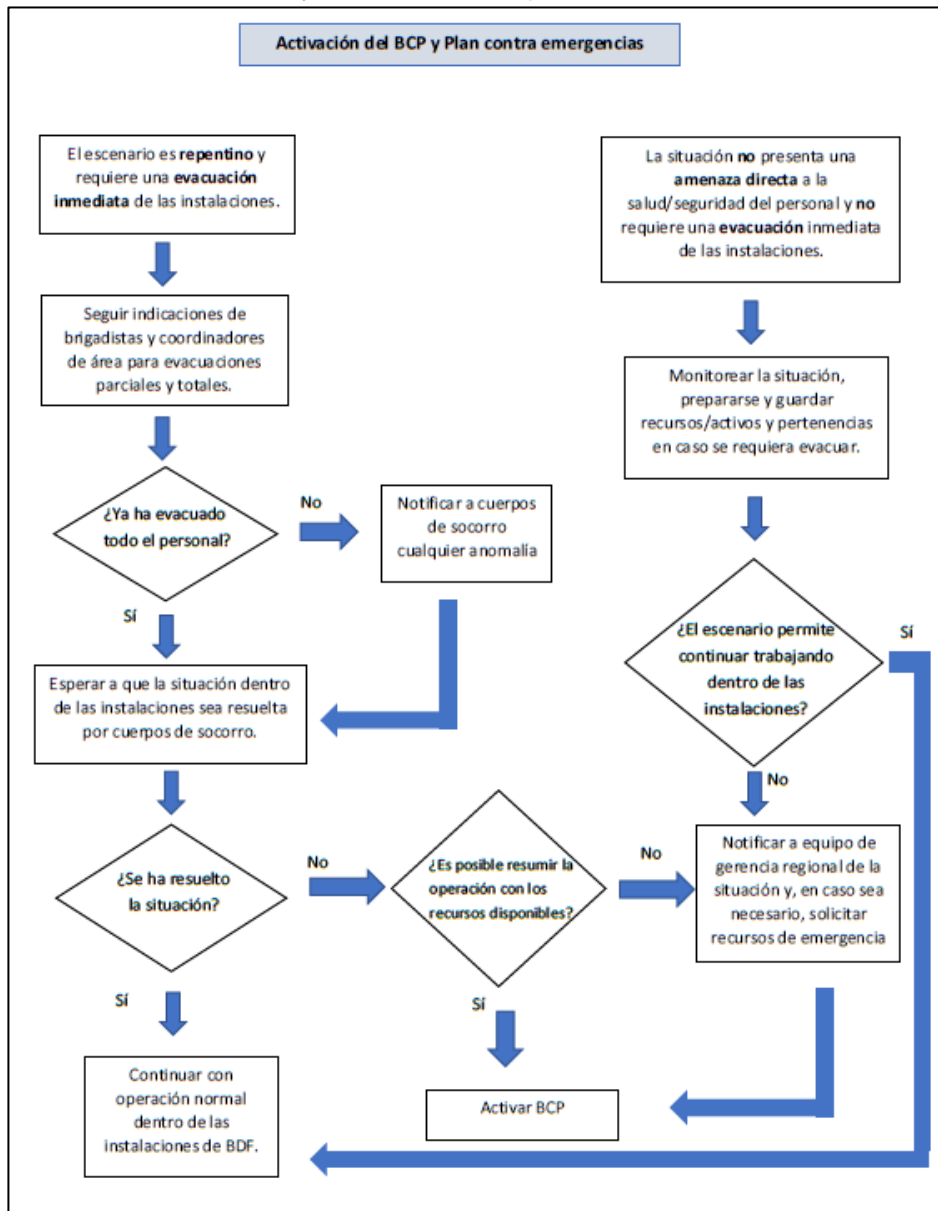 Activación del BCP y Plan contra emergencias
El escenario es repentino y
requiere una evacuación
inmediata de las instalaciones.
La situación no presenta una
amenaza directa a la
salud/seguridad del personal y no
requiere una evacuación inmediata
de las instalaciones.
Seguir indicaciones de
brigadistas y coordinadores
de área para evacuaciones
parciales y totales.
Monitorear la situación,
prepararse y guardar
recursos/activos y pertenencias
en caso se requiera evacuar.
¿Ya ha evacuado
todo el personal?
No
Notificar a cuerpos
de socorro
cualquier anomalía
Sí
¿El escenario permite
continuar trabajando
dentro de las
instalaciones?
Sí
No
Esperar a que la situación dentro
de las instalaciones sea resuelta
por cuerpos de socorro.
¿Se ha resuelto
la situación?
No
¿Es posible resumir la
operación con los
recursos disponibles?
No
Notificar a equipo de
gerencia regional de la
situación y, en caso sea
necesario, solicitar
recursos de emergencia
Sí
Sí
Continuar con
operación normal
dentro de las
instalaciones de BDF.
Activar BCP